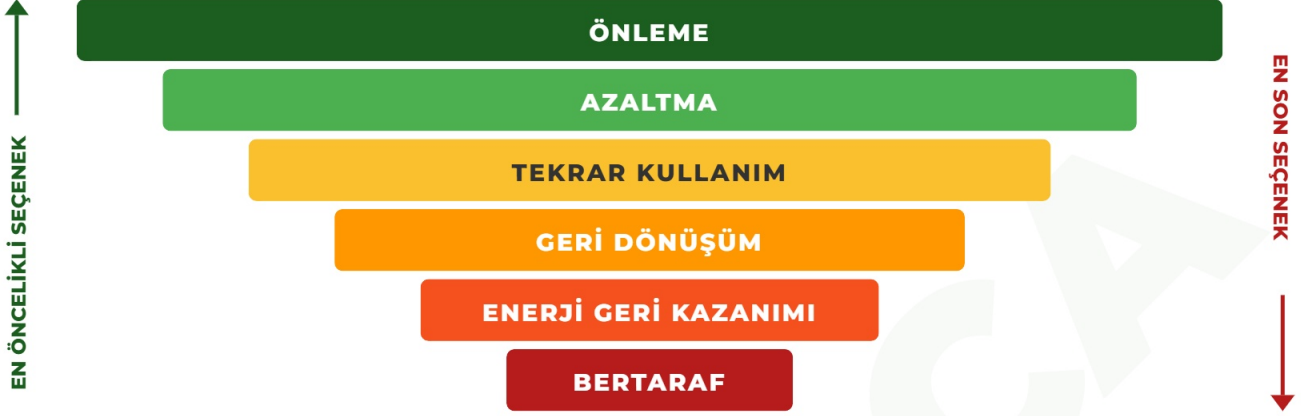 ÖNLEME
AZALTMA
TEKRAR KULLANIM
GERİ DÖNÜŞÜM
ENERJİ GERİ KAZANIMI
BERTARAF
EN ÖNCELİKLİ SEÇENEK
EN SON SEÇENEK